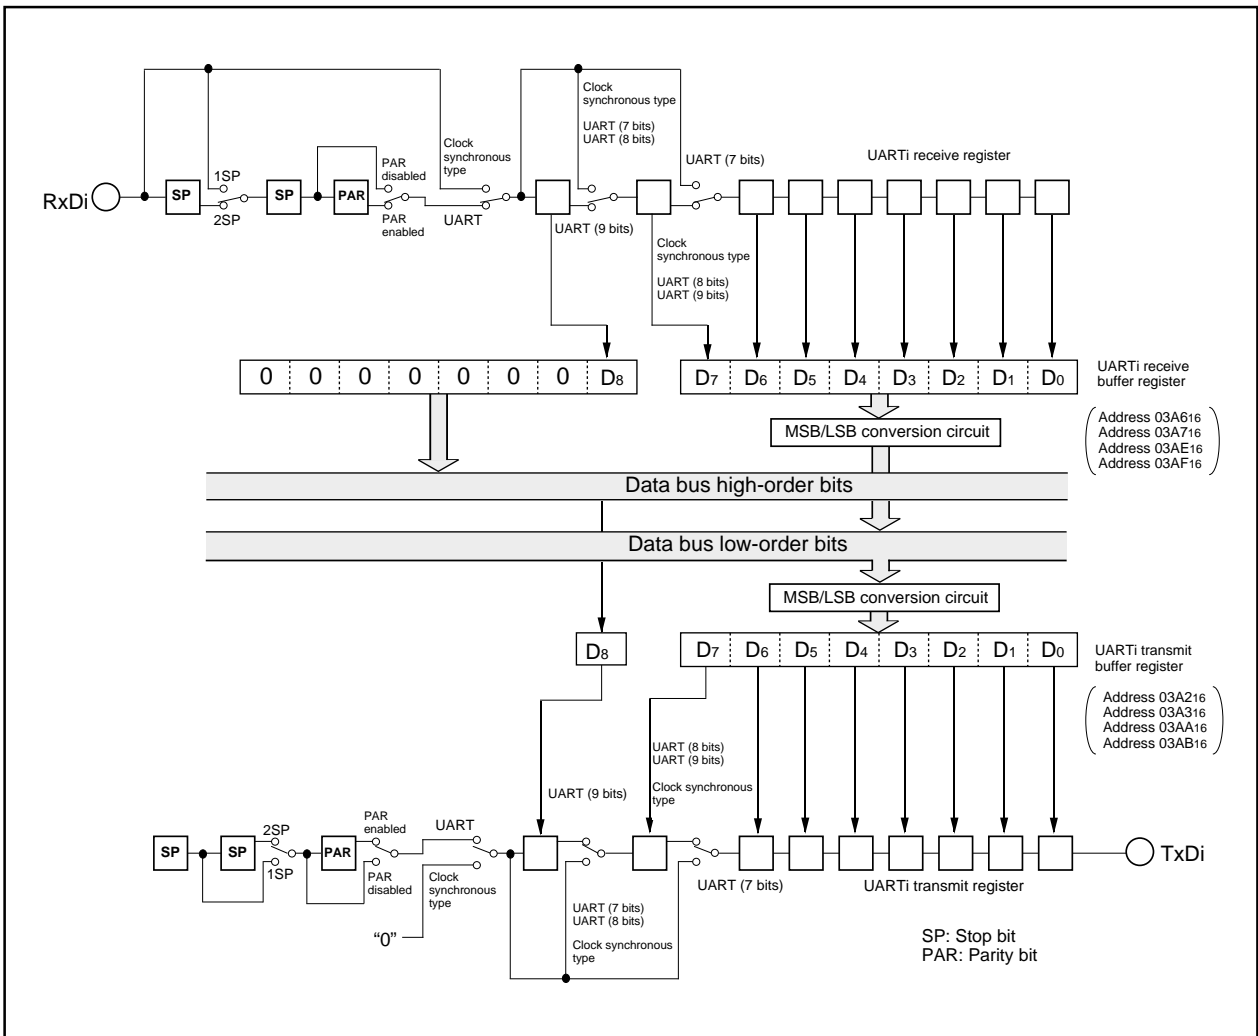 Clock
synchronous type
UART (7 bits)
UART (8 bits)
Clock
synchronous
type
PAR
disabled
UART (7 bits)
UARTi receive register
1SP
RxDi
SP
SP
PAR
2SP
PAR
enabled
UART
UART (9 bits)
Clock
synchronous type
UART (8 bits)
UART (9 bits)
0 0 0 0 0 0 0 D8
D7 D6 D5 D4 D3 D2 D1 D0
UARTi receive
buffer register
MSB/LSB conversion circuit
Address 03A616
Address 03A716
Address 03AE16
Address 03AF16
Data bus high-order bits
Data bus low-order bits
MSB/LSB conversion circuit
D8
D7 D6 D5 D4 D3 D2 D1 D0
UARTi transmit
buffer register
Address 03A216
Address 03A316
Address 03AA16
Address 03AB16
UART (8 bits)
UART (9 bits)
Clock synchronous
type
UART (9 bits)
PAR
enabled
UART
2SP
SP
SP
PAR
1SP
PAR
disabled
Clock
synchronous
type
TxDi
UART (7 bits)
UARTi transmit register
UART (7 bits)
UART (8 bits)
Clock synchronous
type
“0”
SP: Stop bit
PAR: Parity bit